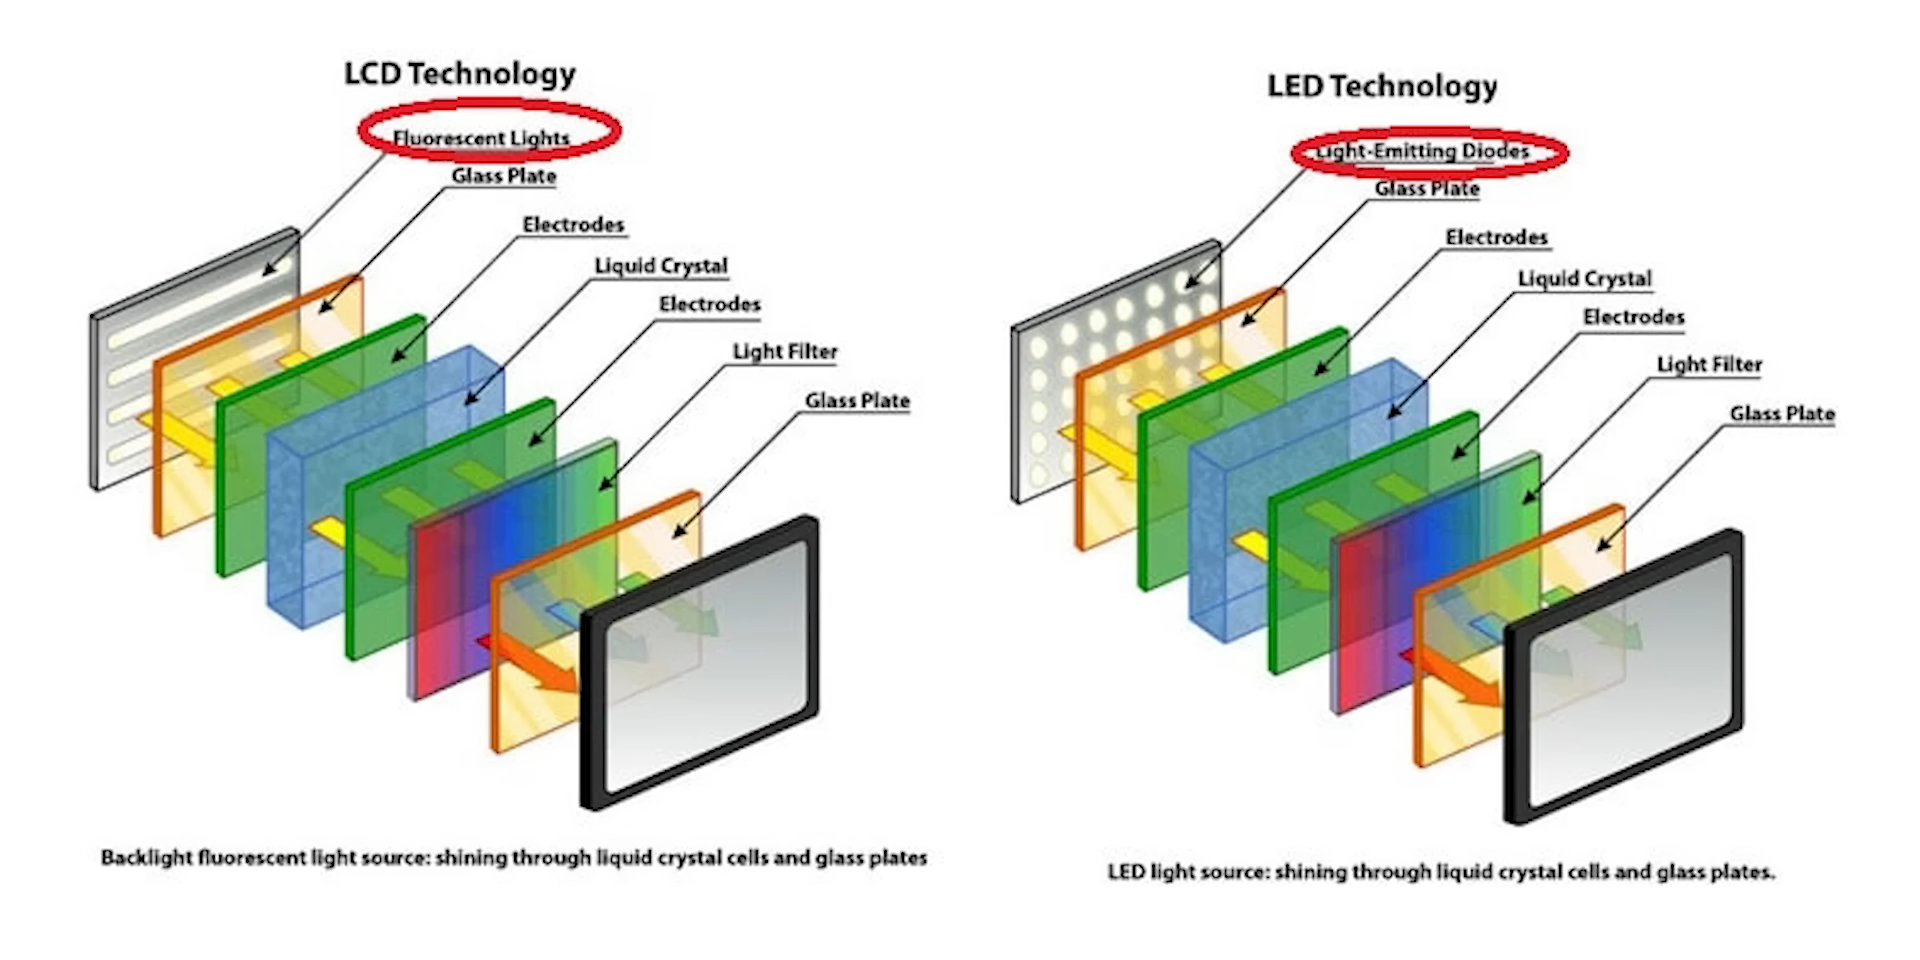 LCD Technology
Fluorescent Lights
Glass Plate
Electrodes
Liquid Crystal
Electrodes
Light Filter
Glass Plate
Backlight fluorescent light source: shining through liquid crystal cells and glass plates
LED Technology
Light-Emitting Diodes
Glass Plate
Electrodes
Liquid Crystal
Electrodes
Light Filter
Glass Plate
LED light source: shining through liquid crystal cells and glass plates.